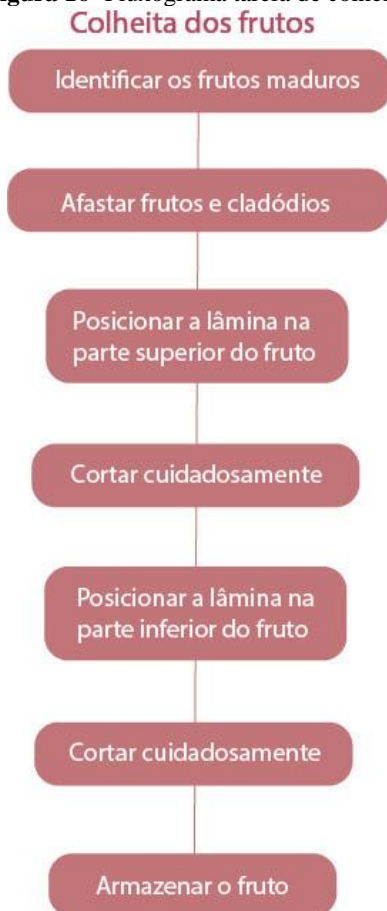 Colheita dos frutos
Identificar os frutos maduros
Afastar frutos e cladódios
Posicionar a lâmina na
parte superior do fruto
Cortar cuidadosamente
Posicionar a lâmina na
parte inferior do fruto
Cortar cuidadosamente
Armazenar o fruto